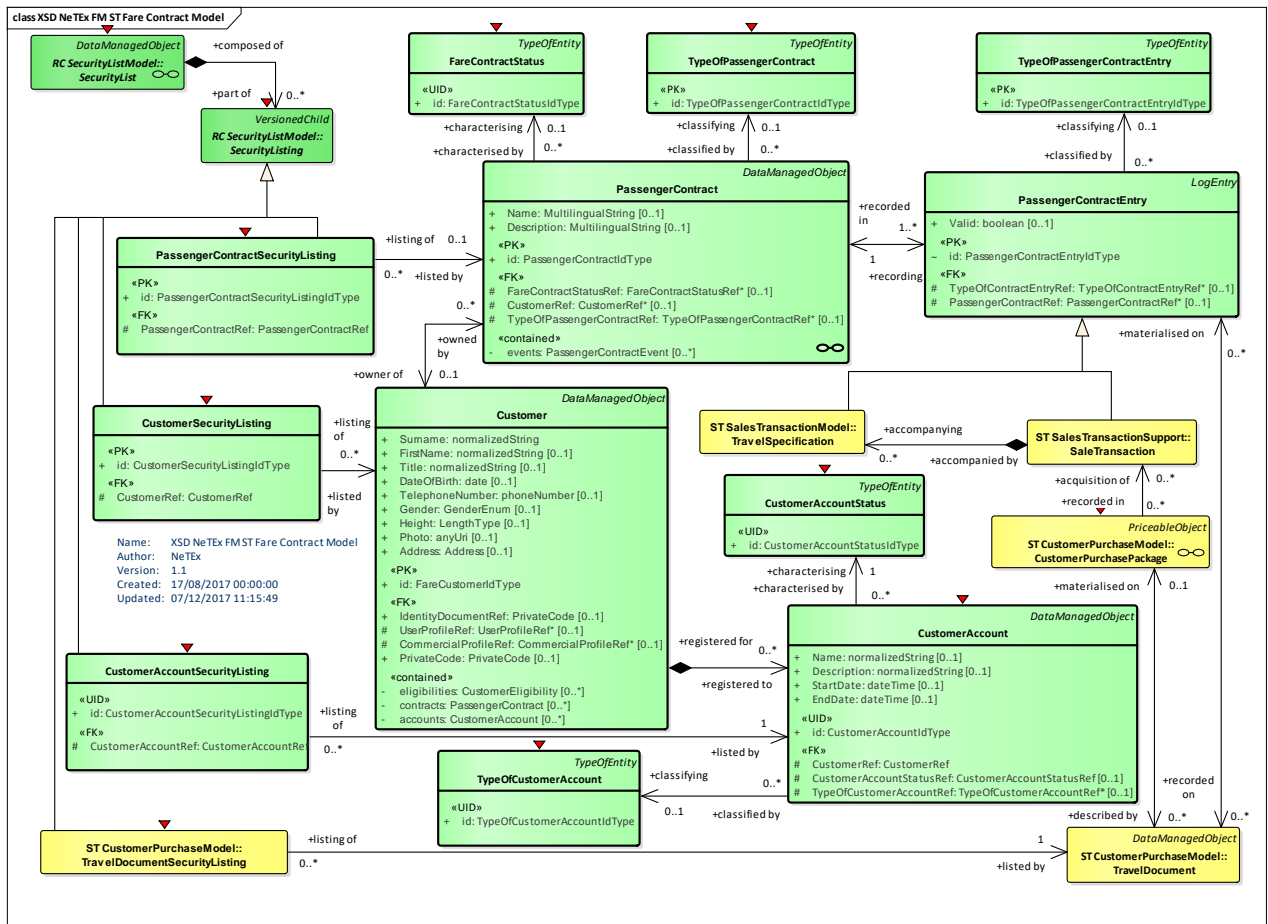 class XSD NeTEx FM ST Fare Contract Model
DataManagedObject
RC SecurityListModel::
SecurityList
+composed of
+part of
0..*
VersionedChild
RC SecurityListModel::
SecurityListing
TypeOfEntity
FareContractStatus
«UID»
+ id: FareContractStatusIdType
+characterising
0..1
+characterised by
0..*
TypeOfEntity
TypeOfPassengerContract
«PK»
+ id: TypeOfPassengerContractIdType
+classifying
0..1
+classified by
0..*
TypeOfEntity
TypeOfPassengerContractEntry
«PK»
+ id: TypeOfPassengerContractEntryIdType
+classifying
0..1
+classified by
0..*
DataManagedObject
PassengerContract
+ Name: MultilingualString [0..1]
+ Description: MultilingualString [0..1]
«PK»
+ id: PassengerContractIdType
«FK»
# FareContractStatusRef: FareContractStatusRef* [0..1]
# CustomerRef: CustomerRef* [0..1]
# TypeOfPassengerContractRef: TypeOfPassengerContractRef* [0..1]
«contained»
- events: PassengerContractEvent [0..*]
+recorded
in
1..*
1
+recording
LogEntry
PassengerContractEntry
+ Valid: boolean [0..1]
«PK»
~ id: PassengerContractEntryIdType
«FK»
# TypeOfContractEntryRef: TypeOfContractEntryRef* [0..1]
# PassengerContractRef: PassengerContractRef* [0..1]
PassengerContractSecurityListing
«PK»
+ id: PassengerContractSecurityListingIdType
«FK»
# PassengerContractRef: PassengerContractRef
+listing of
0..1
0..*
+listed by
0..*
+owned
by
+owner of
0..1
+materialised on
0..*
CustomerSecurityListing
«PK»
+ id: CustomerSecurityListingIdType
«FK»
# CustomerRef: CustomerRef
+listing
of
0..*
+listed
by
DataManagedObject
Customer
+ Surname: normalizedString
+ FirstName: normalizedString [0..1]
+ Title: normalizedString [0..1]
+ DateOfBirth: date [0..1]
+ TelephoneNumber: phoneNumber [0..1]
+ Gender: GenderEnum [0..1]
+ Height: LengthType [0..1]
+ Photo: anyUri [0..1]
+ Address: Address [0..1]
«PK»
+ id: FareCustomerIdType
«FK»
+ IdentityDocumentRef: PrivateCode [0..1]
# UserProfileRef: UserProfileRef* [0..1]
# CommercialProfileRef: CommercialProfileRef* [0..1]
+ PrivateCode: PrivateCode [0..1]
«contained»
- eligibilities: CustomerEligibility [0..*]
- contracts: PassengerContract [0..*]
- accounts: CustomerAccount [0..*]
ST SalesTransactionModel::
TravelSpecification
+accompanying
0..*
+accompanied by
ST SalesTransactionSupport::
SaleTransaction
+acquisition of
0..*
+recorded in
0..*
TypeOfEntity
CustomerAccountStatus
«UID»
+ id: CustomerAccountStatusIdType
+characterising
1
+characterised by
0..*
PriceableObject
ST CustomerPurchaseModel::
CustomerPurchasePackage
+materialised on
0..1
Name: XSD NeTEx FM ST Fare Contract Model
Author: NeTEx
Version: 1.1
Created: 17/08/2017 00:00:00
Updated: 07/12/2017 11:15:49
DataManagedObject
CustomerAccount
+ Name: normalizedString [0..1]
+ Description: normalizedString [0..1]
+ StartDate: dateTime [0..1]
+ EndDate: dateTime [0..1]
«UID»
+ id: CustomerAccountIdType
«FK»
# CustomerRef: CustomerRef
# CustomerAccountStatusRef: CustomerAccountStatusRef [0..1]
# TypeOfCustomerAccountRef: TypeOfCustomerAccountRef* [0..1]
+registered for
0..*
+registered to
CustomerAccountSecurityListing
«UID»
+ id: CustomerAccountSecurityListingIdType
«FK»
# CustomerAccountRef: CustomerAccountRef
+listing
of
0..*
1
+listed by
TypeOfEntity
TypeOfCustomerAccount
«UID»
+ id: TypeOfCustomerAccountIdType
+classifying
0..*
0..1
+classified by
+described by
0..*
+recorded
on
0..*
ST CustomerPurchaseModel::
TravelDocumentSecurityListing
+listing of
0..*
1
+listed by
DataManagedObject
ST CustomerPurchaseModel::
TravelDocument